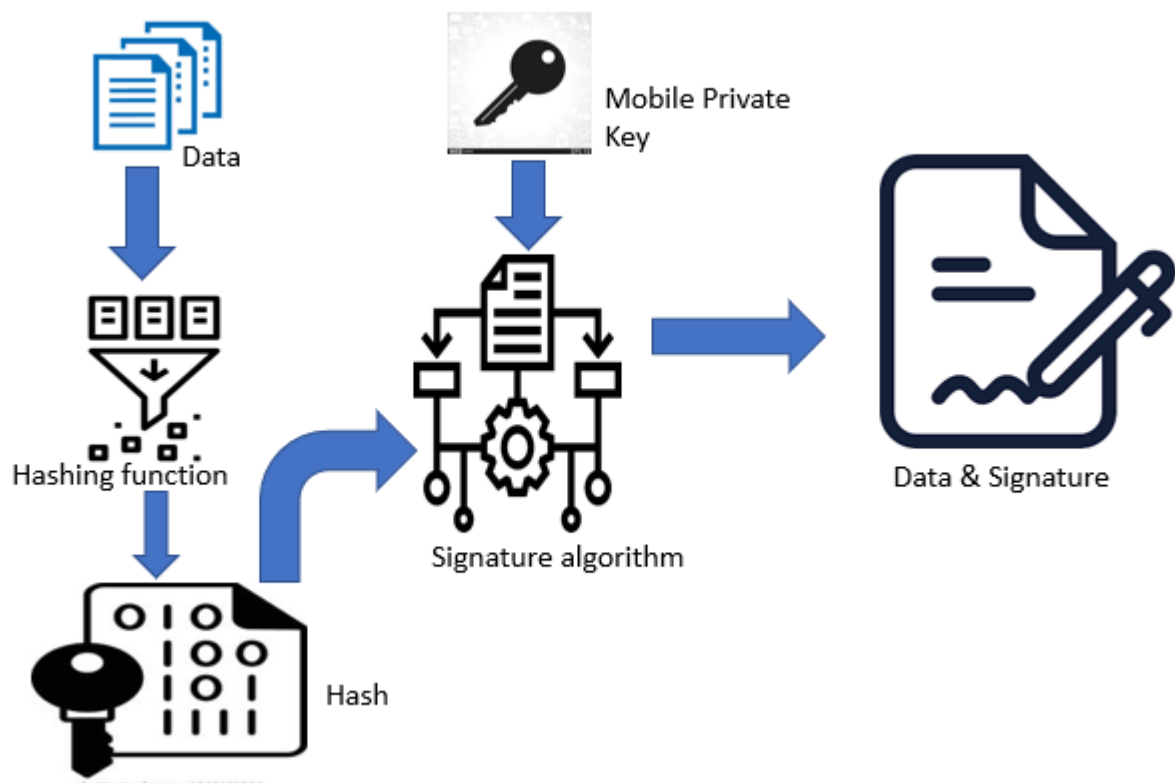 Data
Mobile Private
Key
Hashing function
Signature algorithm
Data & Signature
Hash